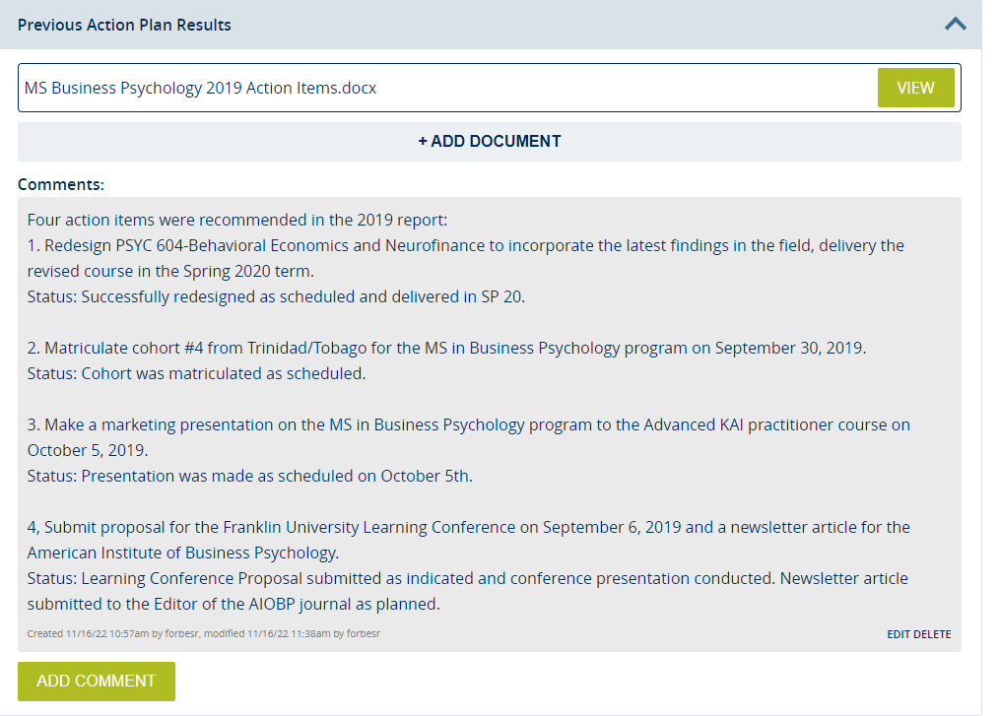 Previous Action Plan Results
MS Business Psychology 2019 Action Items.docx
VIEW
+ ADD DOCUMENT
Comments:
Four action items were recommended in the 2019 report:
1. Redesign PSYC 604-Behavioral Economics and Neurofinance to incorporate the latest findings in the field, delivery the
revised course in the Spring 2020 term.
Status: Successfully redesigned as scheduled and delivered in SP 20.
2. Matriculate cohort #4 from Trinidad/Tobago for the MS in Business Psychology program on September 30, 2019.
Status: Cohort was matriculated as scheduled.
3. Make a marketing presentation on the MS in Business Psychology program to the Advanced KAI practitioner course on
October 5, 2019.
Status: Presentation was made as scheduled on October 5th.
4, Submit proposal for the Franklin University Learning Conference on September 6, 2019 and a newsletter article for the
American Institute of Business Psychology.
Status: Learning Conference Proposal submitted as indicated and conference presentation conducted. Newsletter article
submitted to the Editor of the AIOBP journal as planned.
Created 11/16/22 10:57am by forbesr, modified 11/16/22 11:38am by forbesr
EDIT DELETE
ADD COMMENT